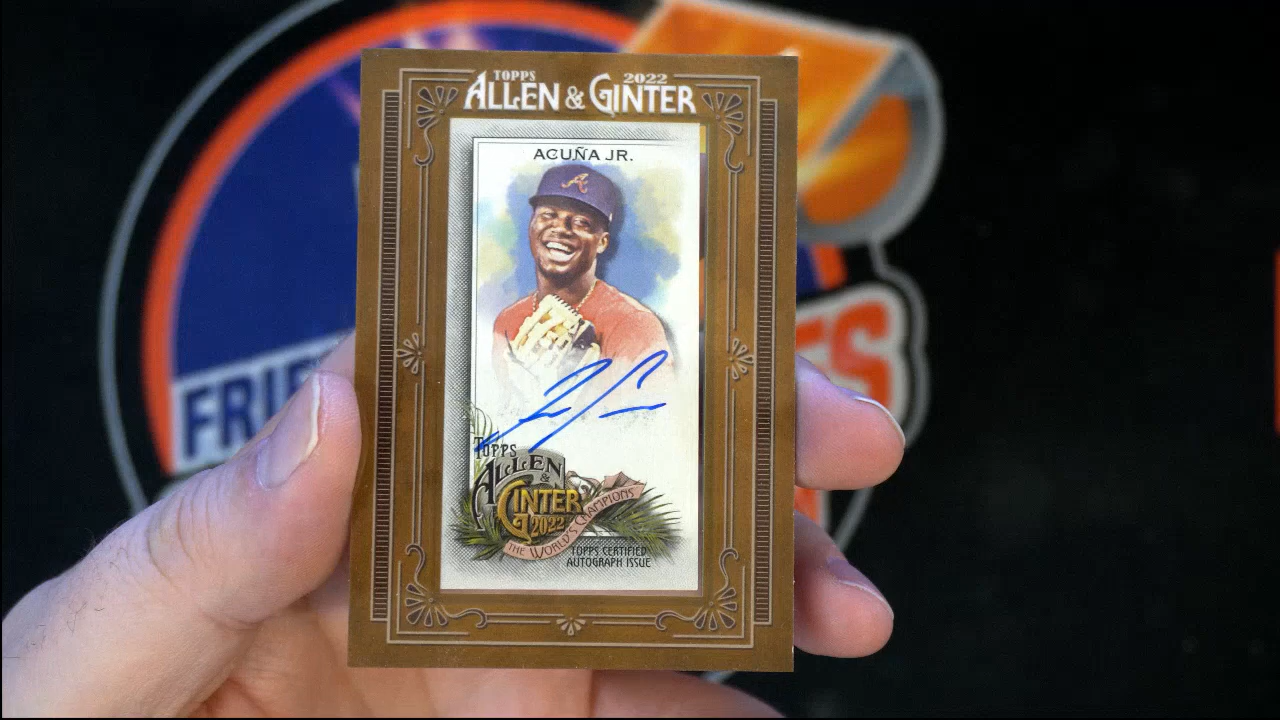 TOPPS 2022
ALLEN & GINTER
ACUÑA JR.
TOPPS
ALLEN
&
GINTER
2022
THE WORLD'S CHAMPIONS
TOPPS CERTIFIED
AUTOGRAPH ISSUE